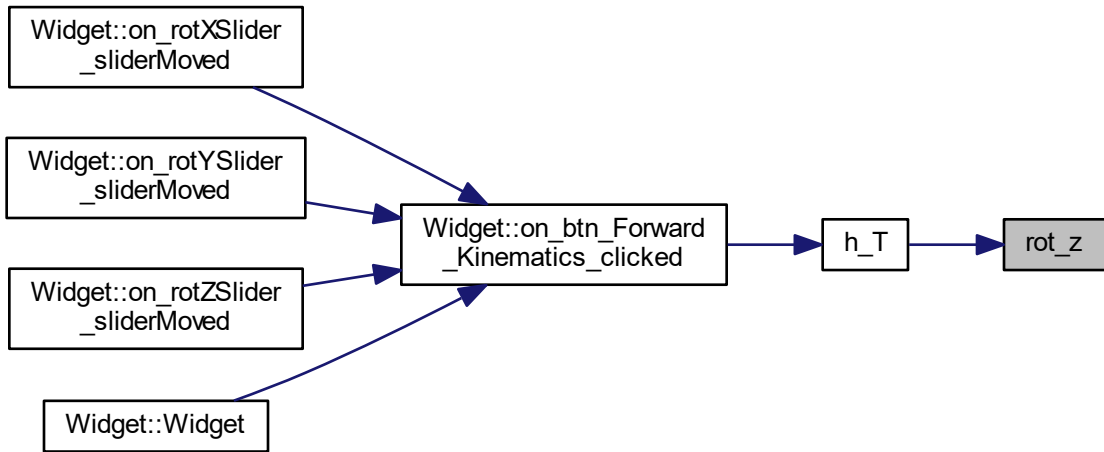 Widget::on_rotXSlider
_sliderMoved
Widget::on_rotYSlider
_sliderMoved
Widget::on_rotZSlider
_sliderMoved
Widget::Widget
Widget::on_btn_Forward
_Kinematics_clicked
h_T
rot_z